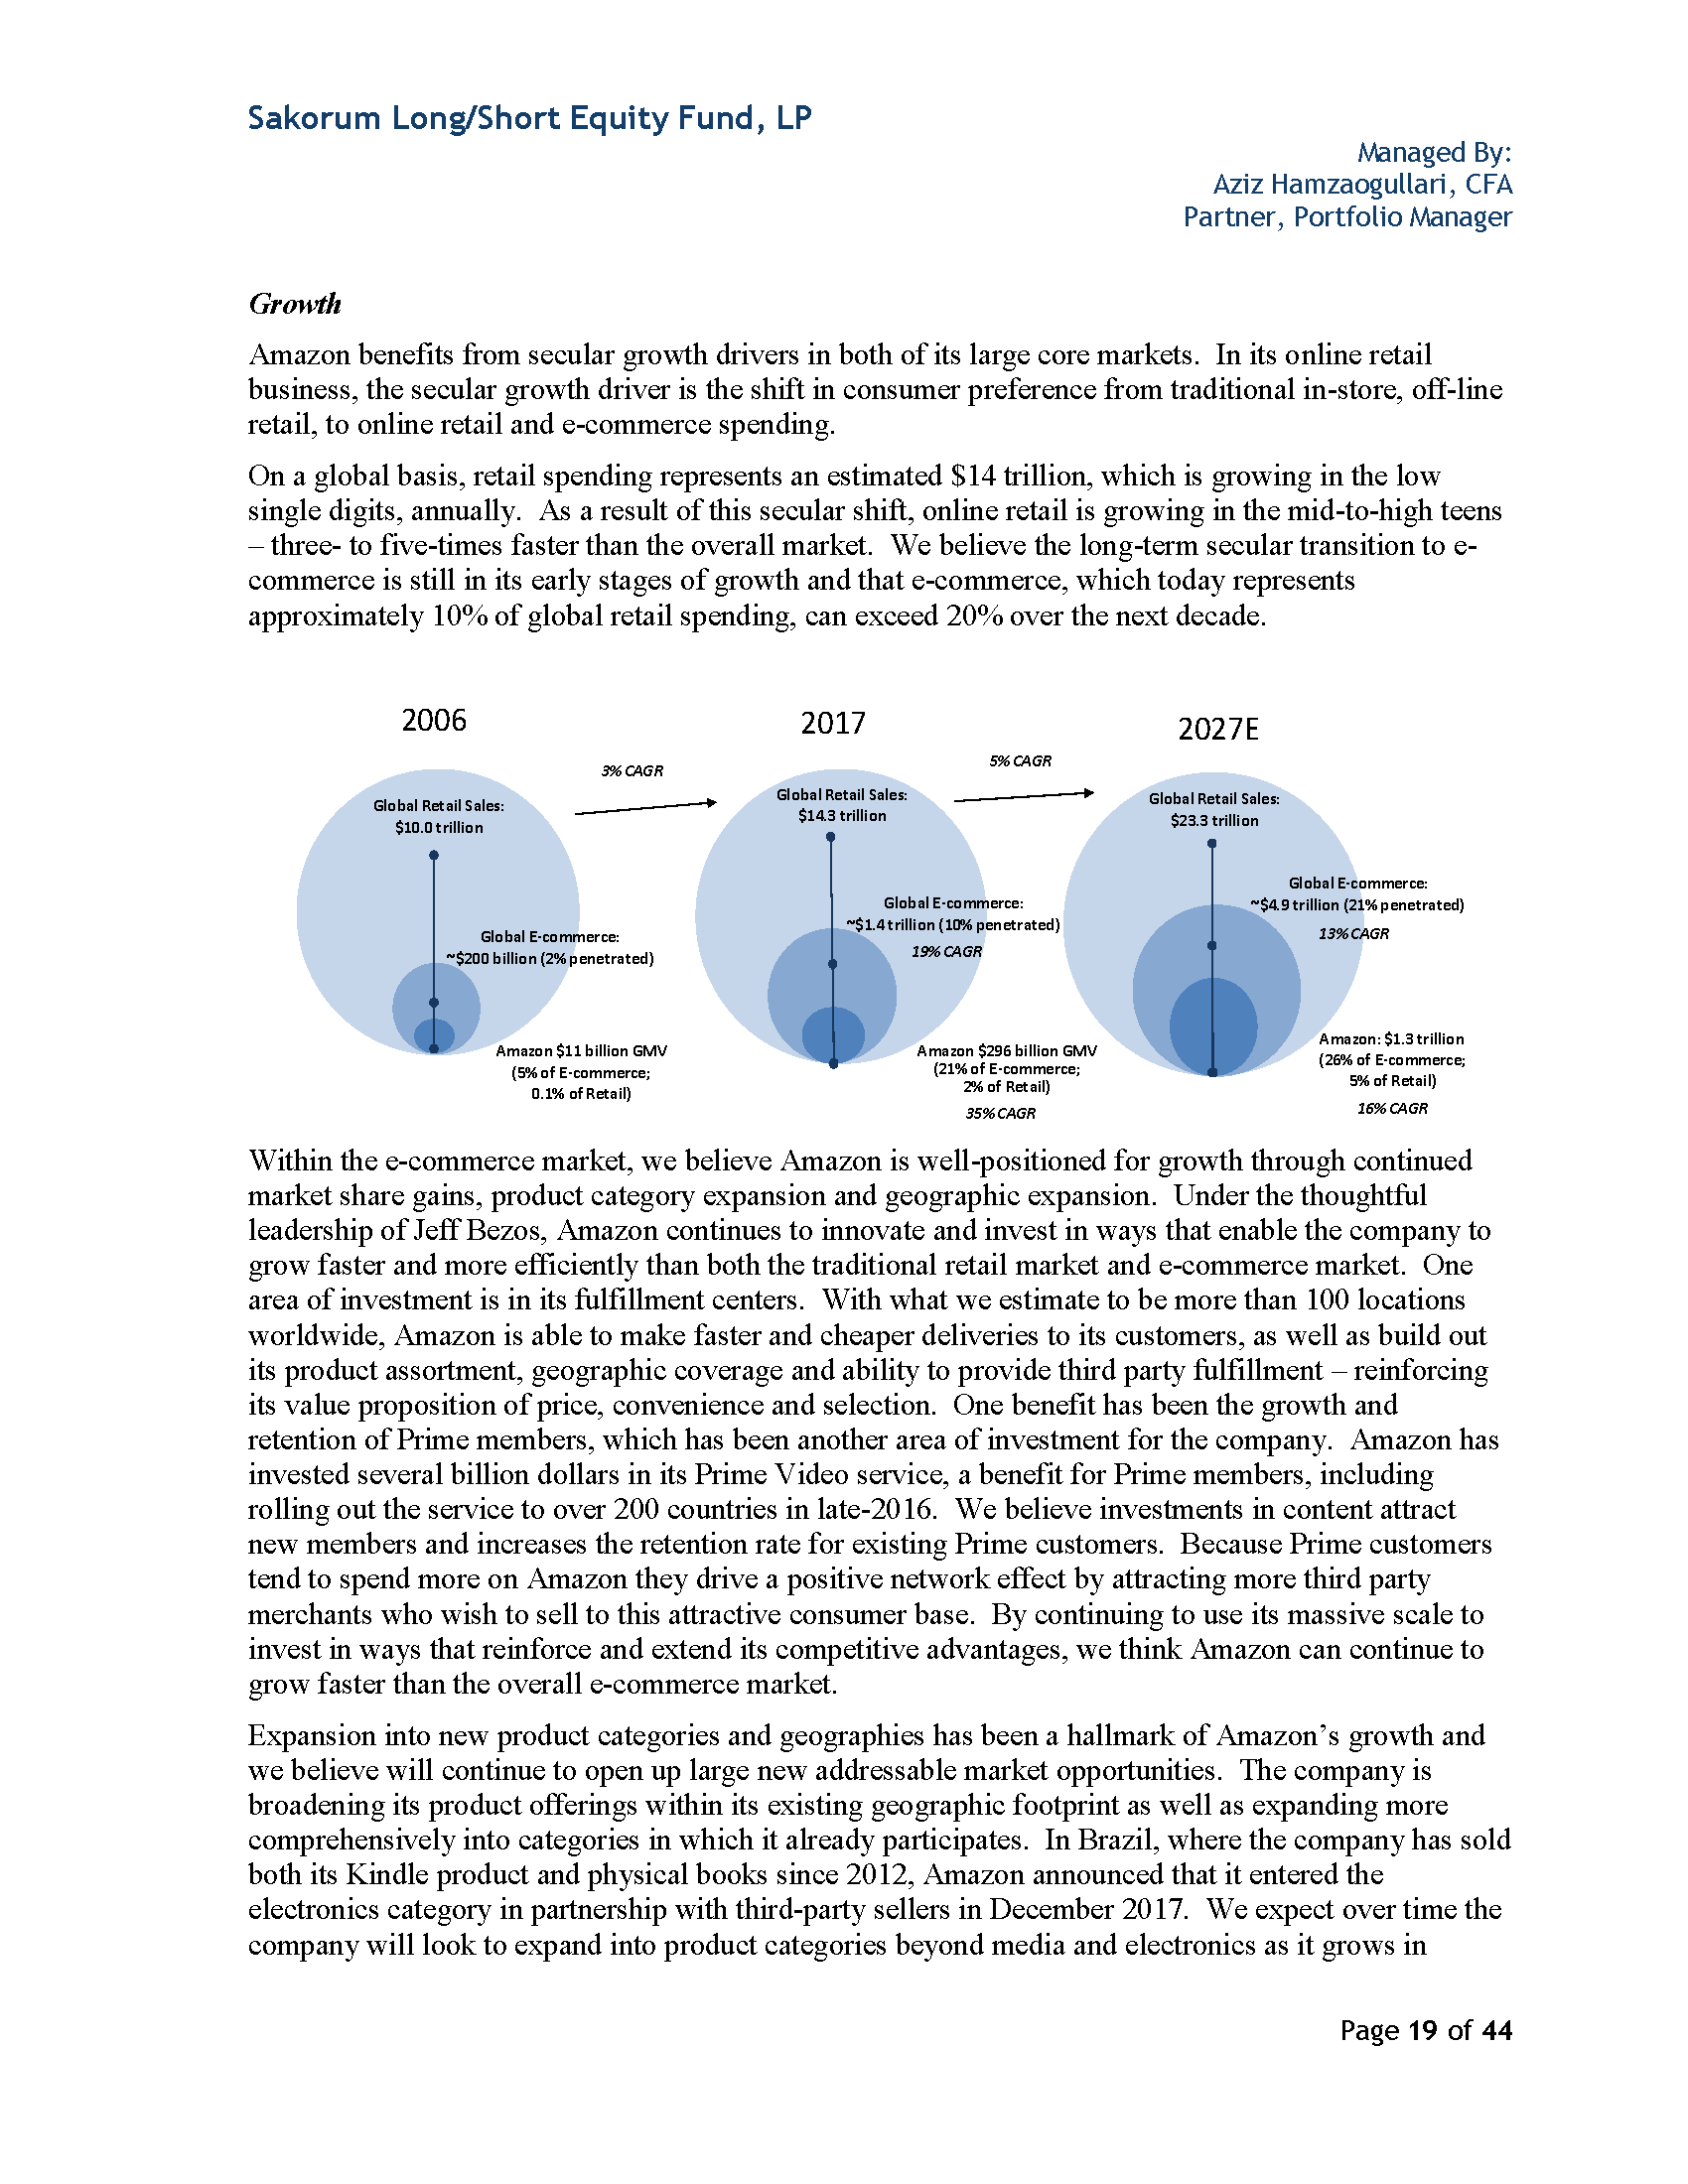 Sakorum Long/Short Equity Fund, LP
Managed By:
Aziz Hamzaogullari, CFA
Partner, Portfolio Manager
Growth
Amazon benefits from secular growth drivers in both of its large core markets.  In its online retail
business, the secular growth driver is the shift in consumer preference from traditional in-store, off-line
retail, to online retail and e-commerce spending.
On a global basis, retail spending represents an estimated $14 trillion, which is growing in the low
single digits, annually.  As a result of this secular shift, online retail is growing in the mid-to-high teens
– three- to five-times faster than the overall market.  We believe the long-term secular transition to e-
commerce is still in its early stages of growth and that e-commerce, which today represents
approximately 10% of global retail spending, can exceed 20% over the next decade.
2006
2017
2027E
3% CAGR
5% CAGR
Global Retail Sales:
$10.0 trillion
Global E-commerce:
~$200 billion (2% penetrated)
Amazon $11 billion GMV
(5% of E-commerce;
0.1% of Retail)
Global Retail Sales:
$14.3 trillion
Global E-commerce:
~$1.4 trillion (10% penetrated)
19% CAGR
Amazon $296 billion GMV
(21% of E-commerce;
2% of Retail)
35% CAGR
Global Retail Sales:
$23.3 trillion
Global E-commerce:
~$4.9 trillion (21% penetrated)
13% CAGR
Amazon: $1.3 trillion
(26% of E-commerce;
5% of Retail)
16% CAGR
Within the e-commerce market, we believe Amazon is well-positioned for growth through continued
market share gains, product category expansion and geographic expansion.  Under the thoughtful
leadership of Jeff Bezos, Amazon continues to innovate and invest in ways that enable the company to
grow faster and more efficiently than both the traditional retail market and e-commerce market.  One
area of investment is in its fulfillment centers.  With what we estimate to be more than 100 locations
worldwide, Amazon is able to make faster and cheaper deliveries to its customers, as well as build out
its product assortment, geographic coverage and ability to provide third party fulfillment – reinforcing
its value proposition of price, convenience and selection.  One benefit has been the growth and
retention of Prime members, which has been another area of investment for the company.  Amazon has
invested several billion dollars in its Prime Video service, a benefit for Prime members, including
rolling out the service to over 200 countries in late-2016.  We believe investments in content attract
new members and increases the retention rate for existing Prime customers.  Because Prime customers
tend to spend more on Amazon they drive a positive network effect by attracting more third party
merchants who wish to sell to this attractive consumer base.  By continuing to use its massive scale to
invest in ways that reinforce and extend its competitive advantages, we think Amazon can continue to
grow faster than the overall e-commerce market.
Expansion into new product categories and geographies has been a hallmark of Amazon’s growth and
we believe will continue to open up large new addressable market opportunities.  The company is
broadening its product offerings within its existing geographic footprint as well as expanding more
comprehensively into categories in which it already participates.  In Brazil, where the company has sold
both its Kindle product and physical books since 2012, Amazon announced that it entered the
electronics category in partnership with third-party sellers in December 2017.  We expect over time the
company will look to expand into product categories beyond media and electronics as it grows in
Page 19 of 44